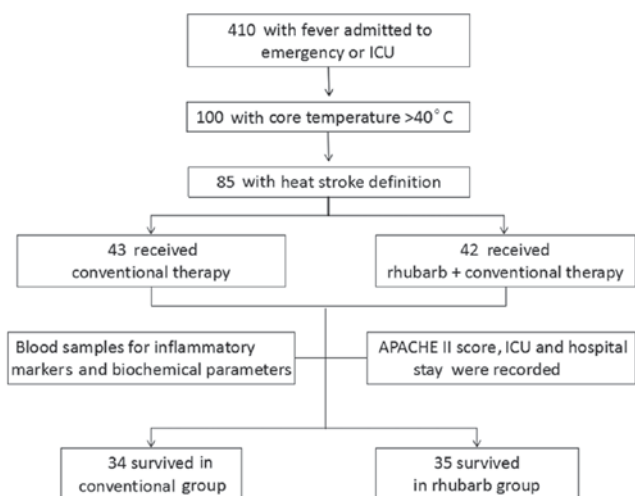 410 with fever admitted to
emergency or ICU
100 with core temperature >40°C
85 with heat stroke definition
43 received
conventional therapy
42 received
rhubarb + conventional therapy
Blood samples for inflammatory
markers and biochemical parameters
APACHE II score, ICU and hospital
stay were recorded
34 survived in
conventional group
35 survived
in rhubarb group